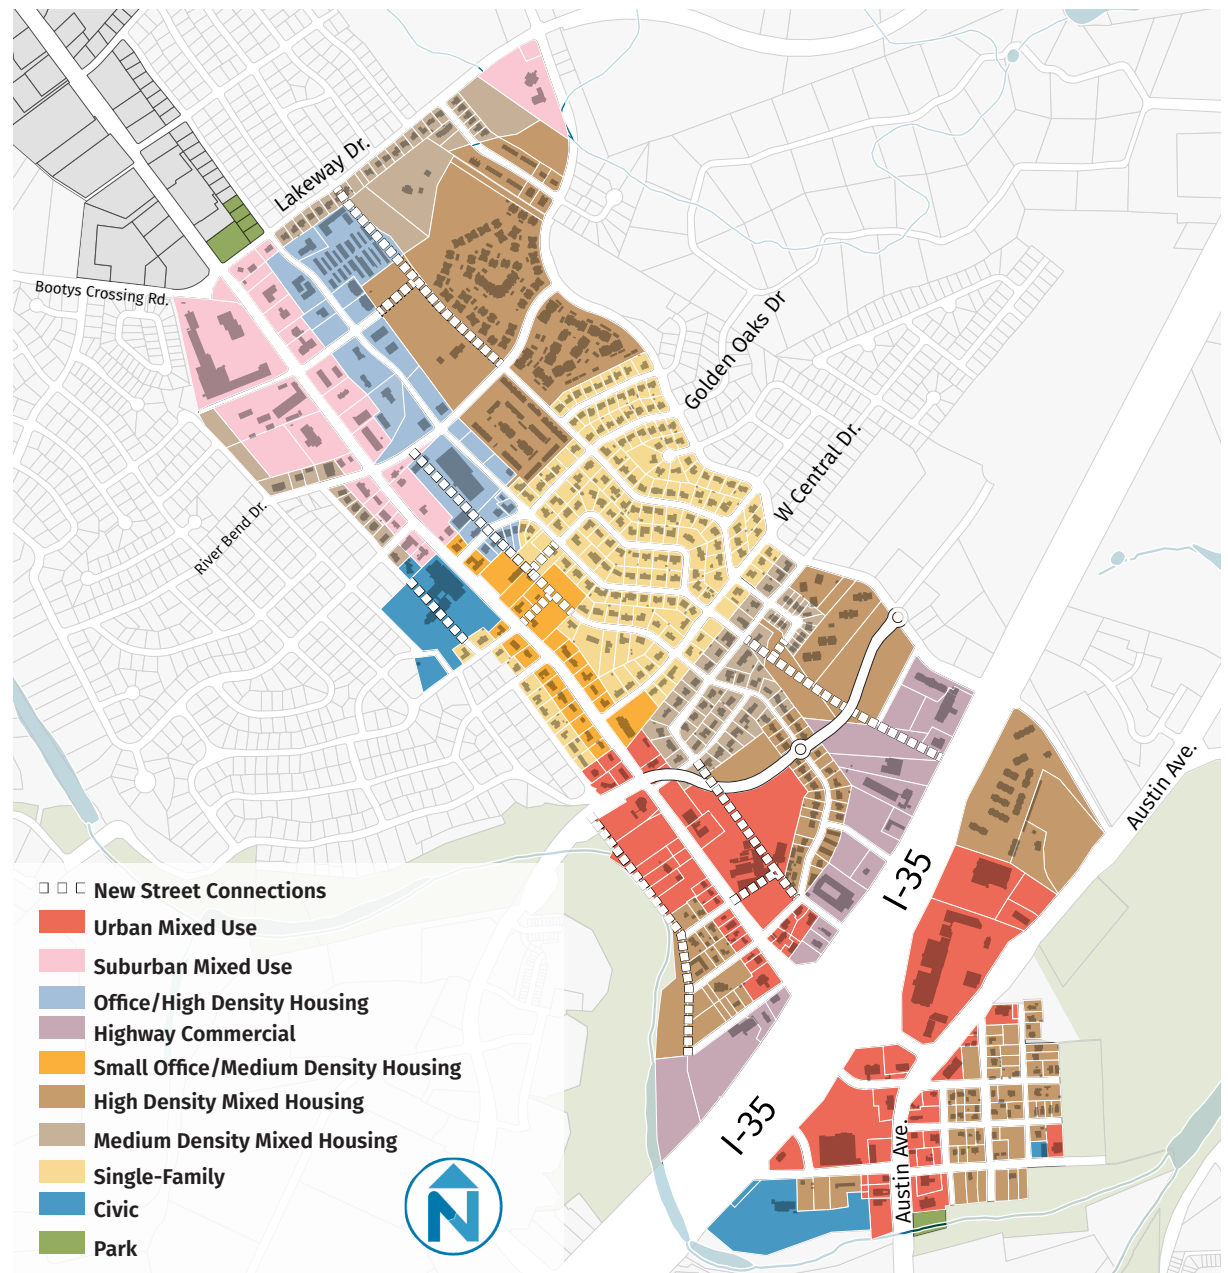 Lakeway Dr.
Bootys Crossing Rd.
Golden Oaks Dr
W Central Dr.
River Bend Dr.
Austin Ave.
I-35
I-35
Austin Ave.
New Street Connections
Urban Mixed Use
Suburban Mixed Use
Office/High Density Housing
Highway Commercial
Small Office/Medium Density Housing
High Density Mixed Housing
Medium Density Mixed Housing
Single-Family
Civic
Park
N